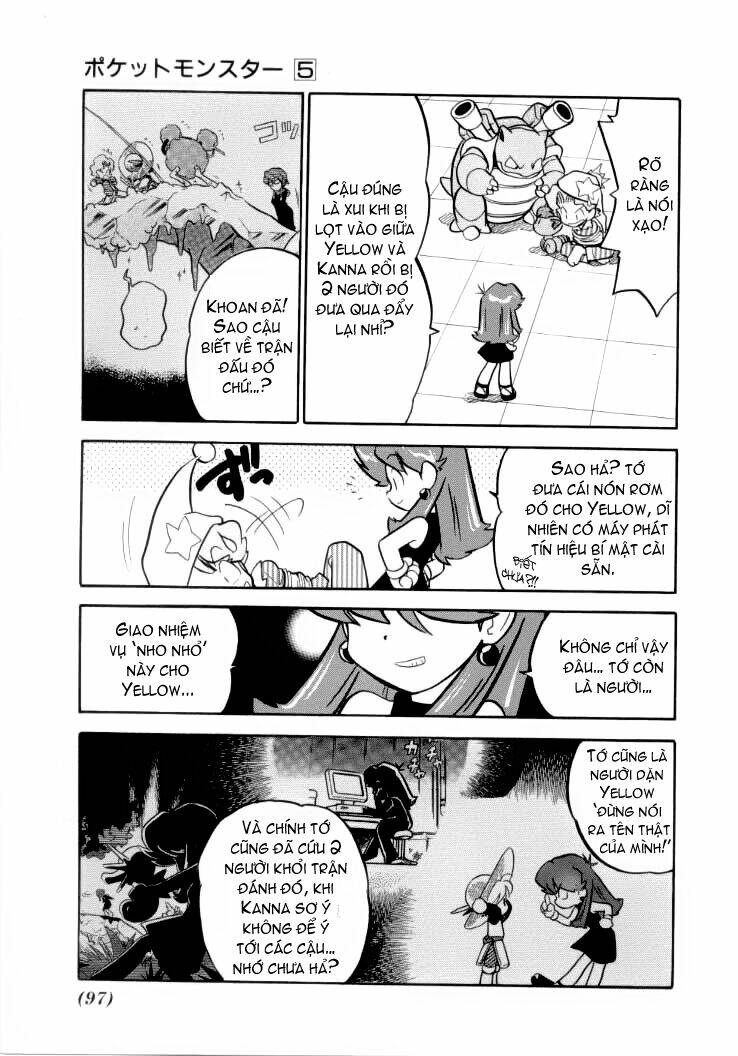 ポケットモンスター 5
RÕ
RÀNG
LÀ NÓI
XẠO!
CẬU ĐÚNG
LÀ XUI KHI BỊ
LỌT VÀO GIỮA
YELLOW VÀ
KANNA RỒI BỊ
2 NGƯỜI ĐÓ
ĐƯA QUA ĐẨY
LẠI NHỈ?
コッ
KHOAN ĐÃ!
SAO CẬU
BIẾT VỀ TRẬN
ĐẤU ĐÓ
CHỨ...?
SAO HẢ? TỚ
ĐƯA CÁI NÓN RƠM
ĐÓ CHO YELLOW, DĨ
NHIÊN CÓ MÁY PHÁT
TÍN HIỆU BÍ MẬT CÀI
SẴN.
BIẾT
CHƯA?!!
ずっ
KHÔNG CHỈ VẬY
ĐÂU... TỚ CÒN
LÀ NGƯỜI...
GIAO NHIỆM
VỤ 'NHO NHỎ'
NÀY CHO
YELLOW...
TỚ CŨNG LÀ
NGƯỜI DẶN
YELLOW
'ĐỪNG NÓI
RA TÊN THẬT
CỦA MÌNH!'
VÀ CHÍNH TỚ
CŨNG ĐÃ CỨU 2
NGƯỜI KHỎI TRẬN
ĐÁNH ĐÓ, KHI
KANNA SƠ Ý
KHÔNG ĐỂ Ý
TỚI CÁC CẬU...
NHỚ CHƯA HẢ?
(97)